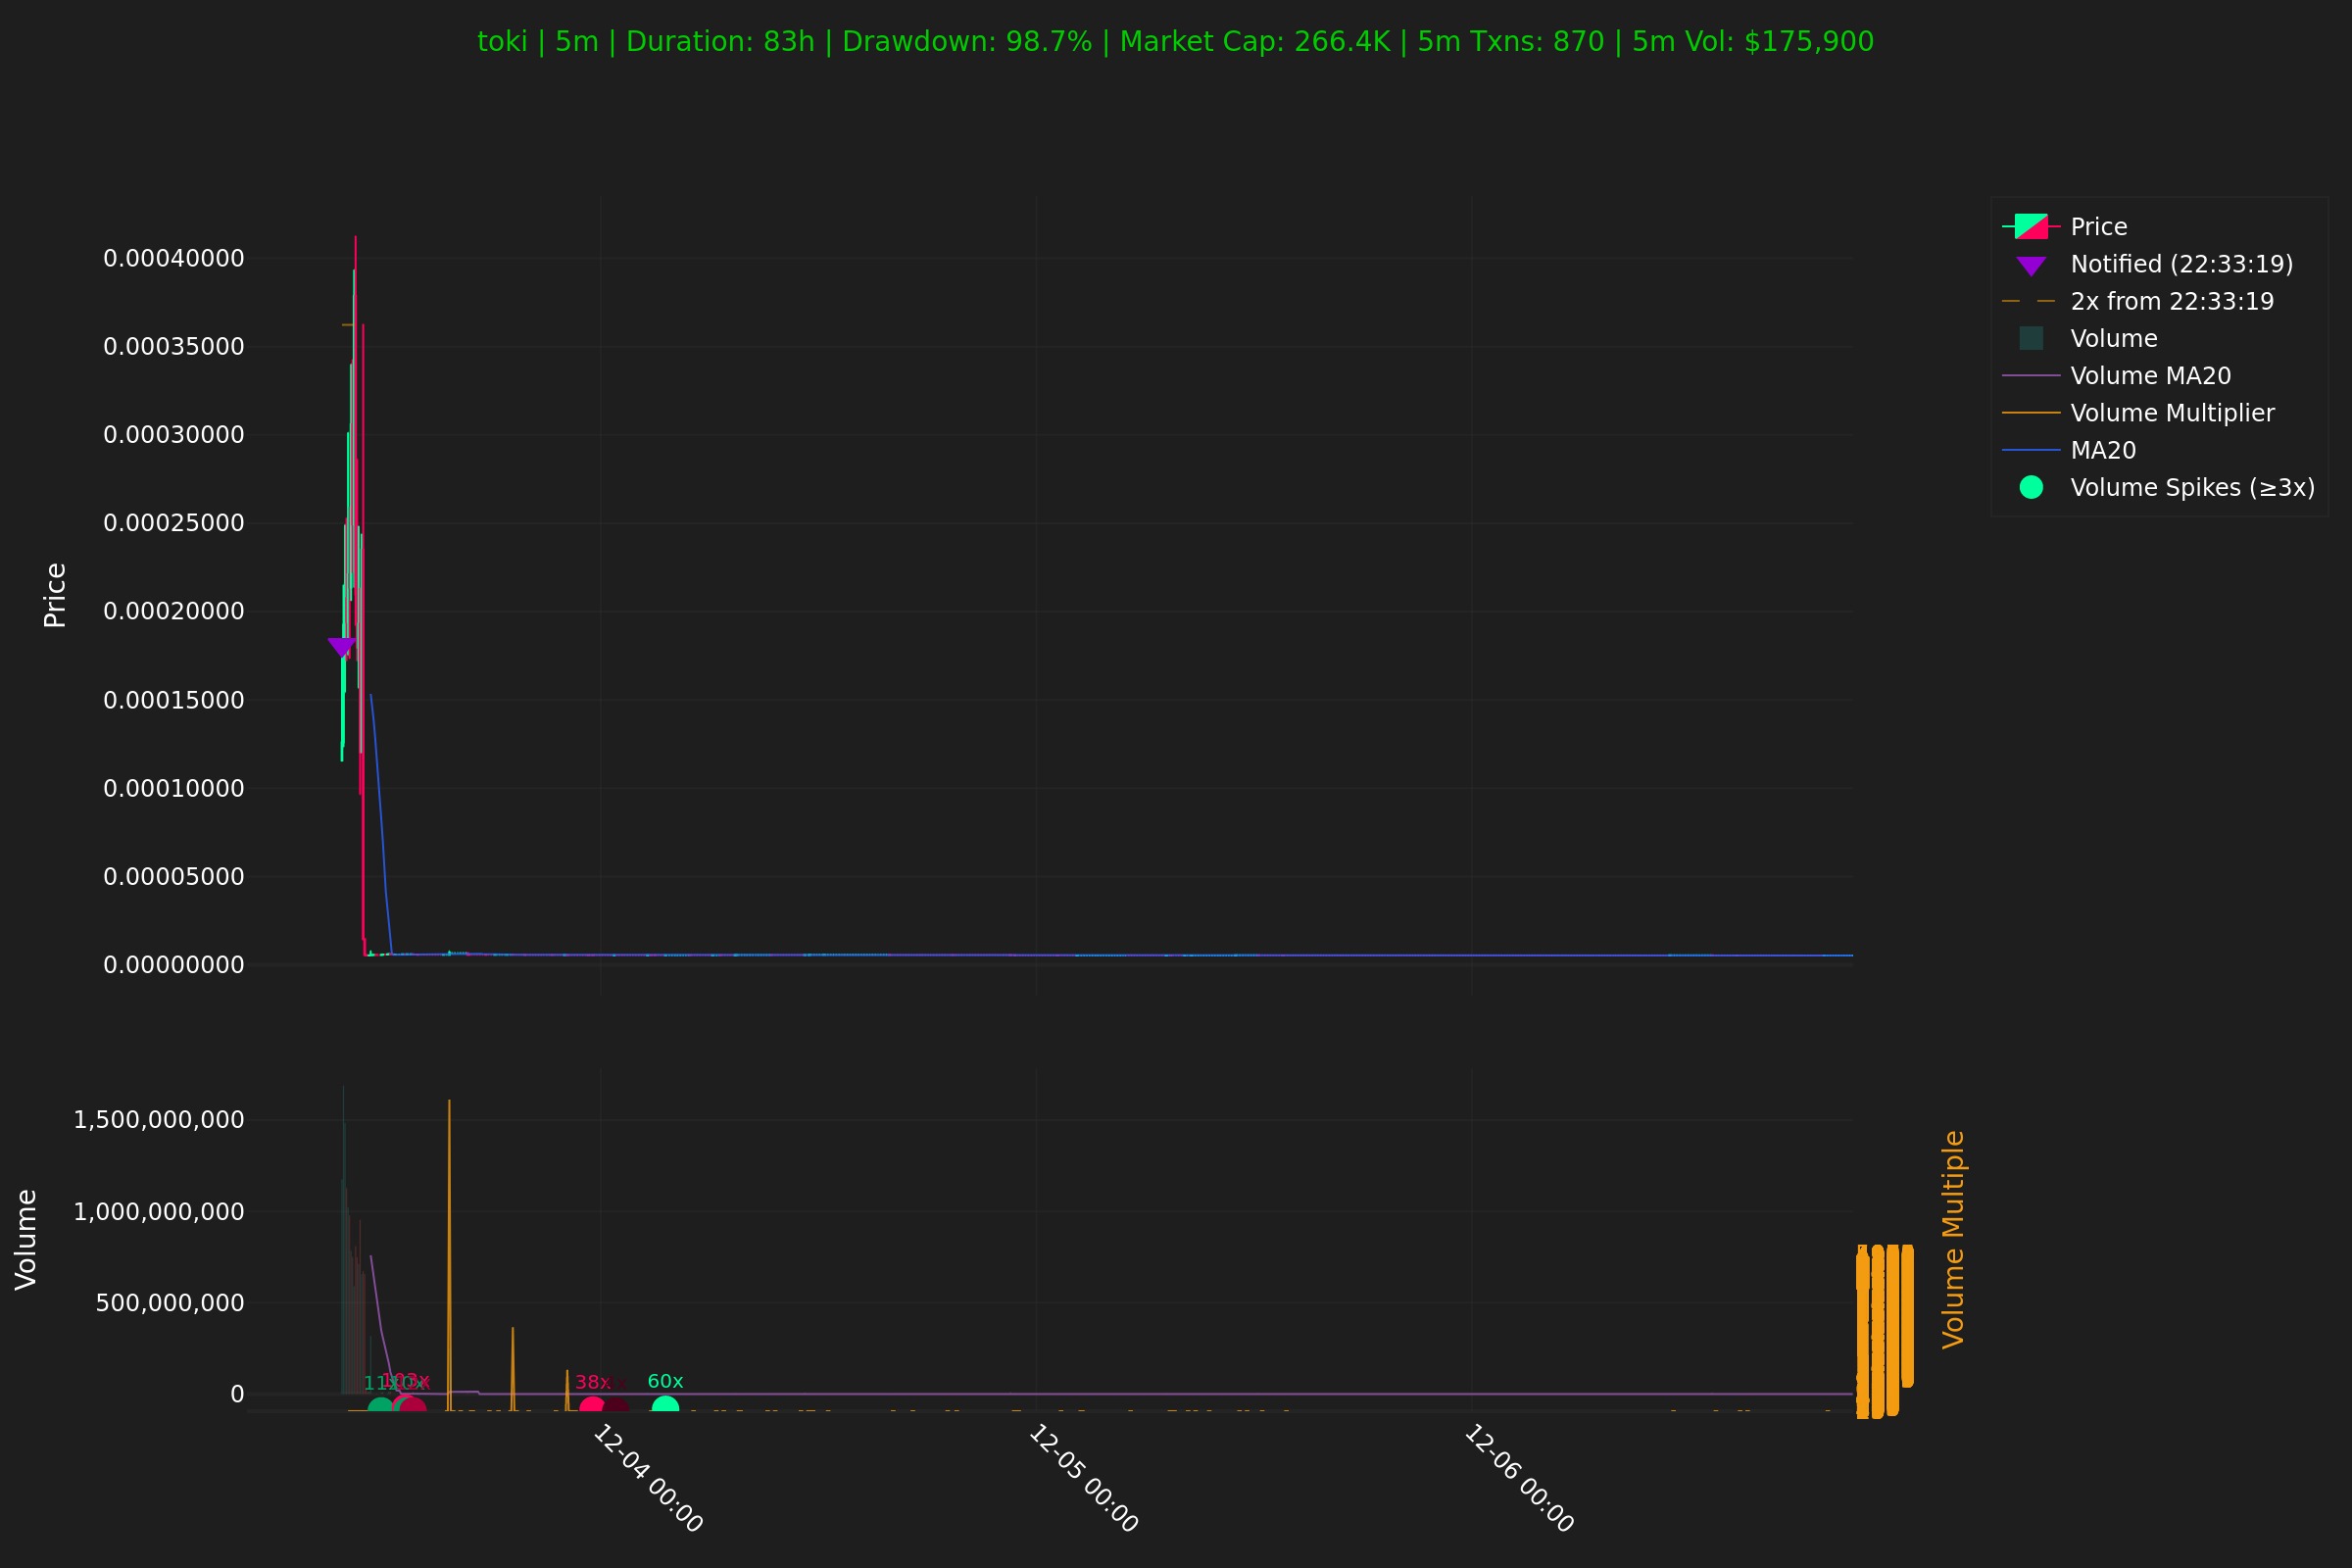 toki | 5m | Duration: 83h | Drawdown: 98.7% | Market Cap: 266.4K | 5m Txns: 870 | 5m Vol: $175,900
Price
Notified (22:33:19)
2x from 22:33:19
Volume
Volume MA20
Volume Multiplier
MA20
Volume Spikes (≥3x)
Price
0.00040000
0.00035000
0.00030000
0.00025000
0.00020000
0.00015000
0.00010000
0.00005000
0.00000000
Volume
1,500,000,000
1,000,000,000
500,000,000
0
103x
38x
60x
Volume Multiple
12-04 00:00
12-05 00:00
12-06 00:00